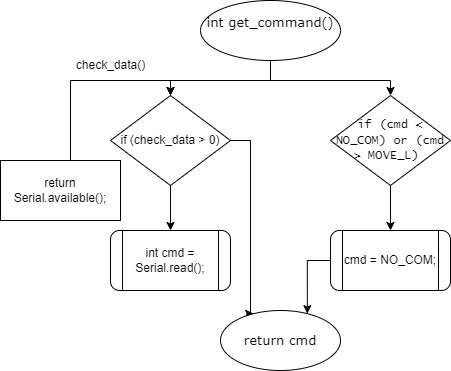 int get_command()
check_data()
if (check_data > 0)
if (cmd <
NO_COM) or (cmd
> MOVE_L)
return
Serial.available();
int cmd =
Serial.read();
cmd = NO_COM;
return cmd